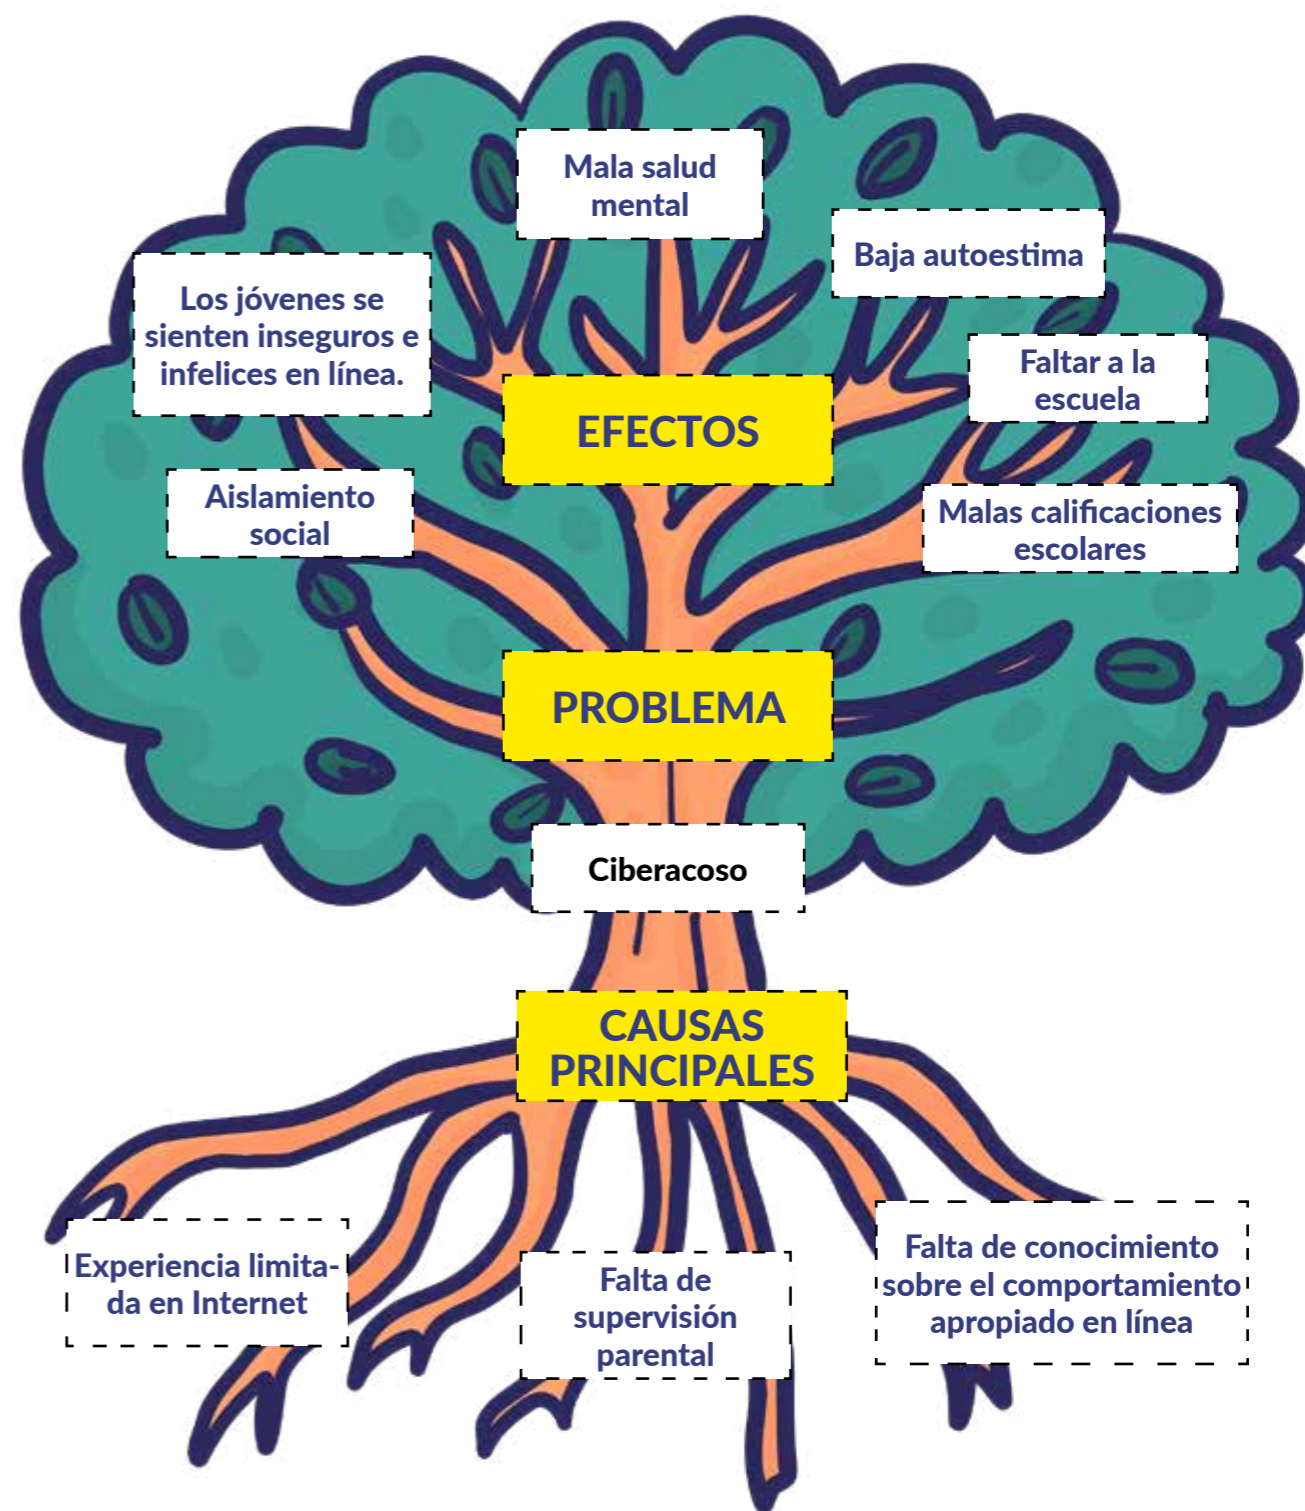 Mala salud
mental
Baja autoestima
Los jóvenes se
sienten inseguros e
infelices en línea.
Faltar a la
escuela
EFECTOS
Aislamiento
social
Malas calificaciones
escolares
PROBLEMA
Ciberacoso
CAUSAS
PRINCIPALES
Experiencia limita-
da en Internet
Falta de
supervisión
parental
Falta de conocimiento
sobre el comportamiento
apropiado en línea